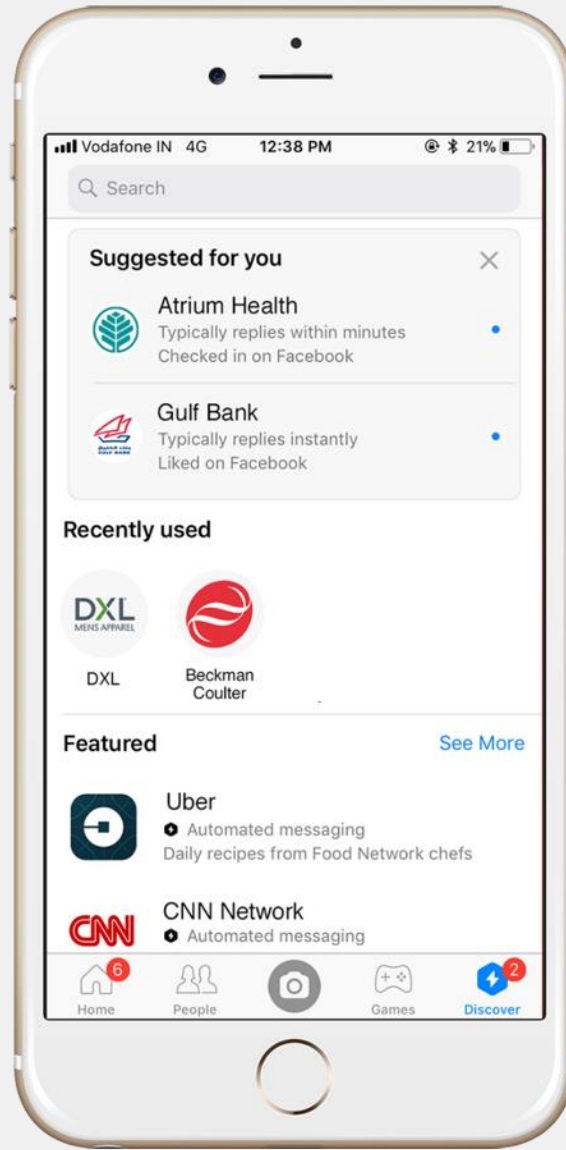 Vodafone IN 4G 12:38 PM 21%
Search
Suggested for you
Atrium Health
Typically replies within minutes
Checked in on Facebook
Gulf Bank
Typically replies instantly
Liked on Facebook
GULF BANK
Recently used
DXL
MENS APPAREL
DXL
Beckman
Coulter
Featured
See More
Uber
Automated messaging
Daily recipes from Food Network chefs
CNN
CNN Network
Automated messaging
6
2
Home
People
Games
Discover